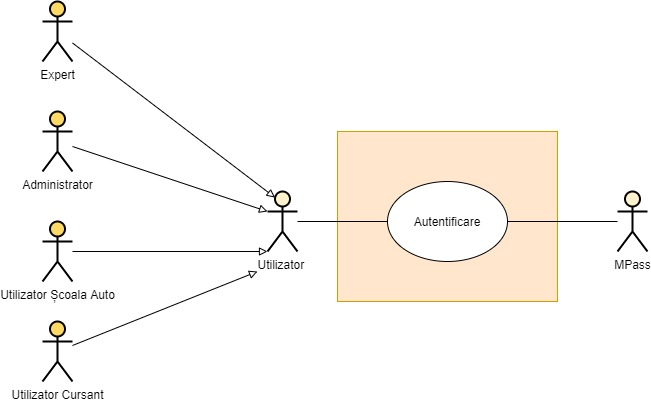 Expert
Administrator
Utilizator Școala Auto
Utilizator Cursant
Utilizator
Autentificare
MPass